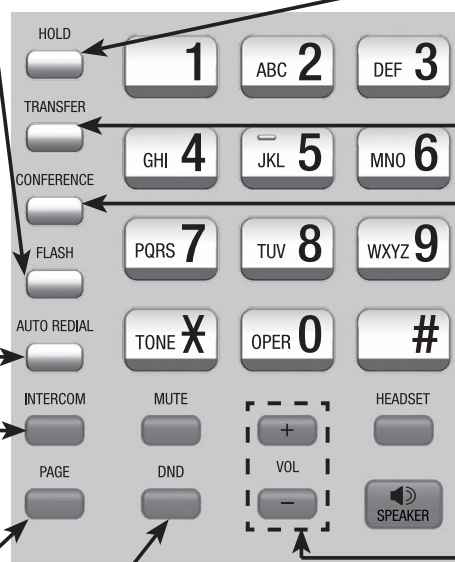 HOLD
1
ABC 2
DEF 3
TRANSFER
GHI 4
JKL 5
MNO 6
CONFERENCE
PQRS 7
TUV 8
WXYZ 9
FLASH
TONE *
OPER 0
#
AUTO REDIAL
INTERCOM
MUTE
+
HEADSET
VOL
PAGE
DND
−
SPEAKER